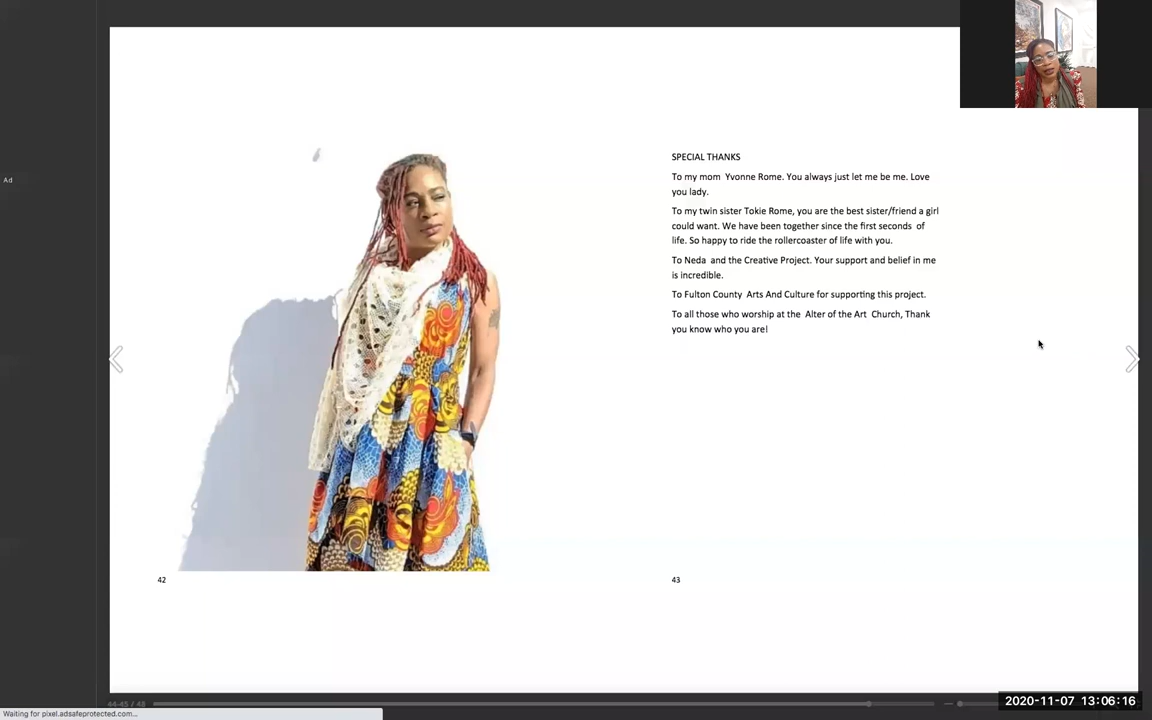 Ad
SPECIAL THANKS
To my mom Yvonne Rome. You always just let me be me. Love
you lady.
To my twin sister Tokie Rome, you are the best sister/friend a girl
could want. We have been together since the first seconds of
life. So happy to ride the rollercoaster of life with you.
To Neda and the Creative Project. Your support and belief in me
is incredible.
To Fulton County Arts And Culture for supporting this project.
To all those who worship at the Alter of the Art Church, Thank
you know who you are!
42
43
44-45 / 48
2020-11-07 13:06:16
Waiting for pixel.adsafeprotected.com...